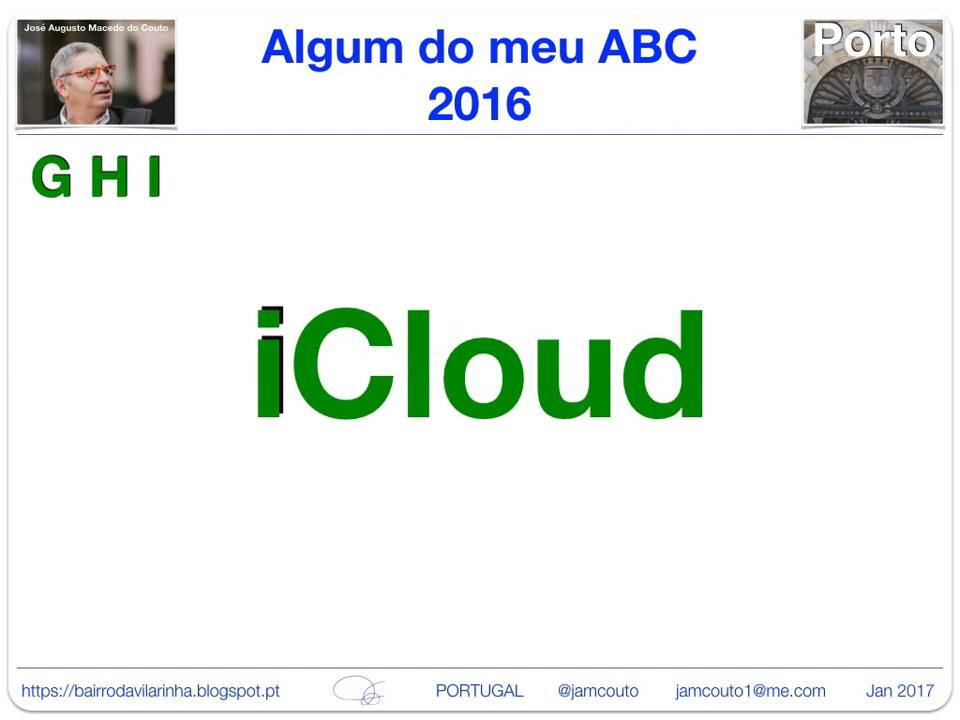 José Augusto Macedo do Couto
Algum do meu ABC
2016
Porto
G H I
iCloud
https://bairrodavilarinha.blogspot.pt PORTUGAL @jamcouto jamcouto1@me.com Jan 2017